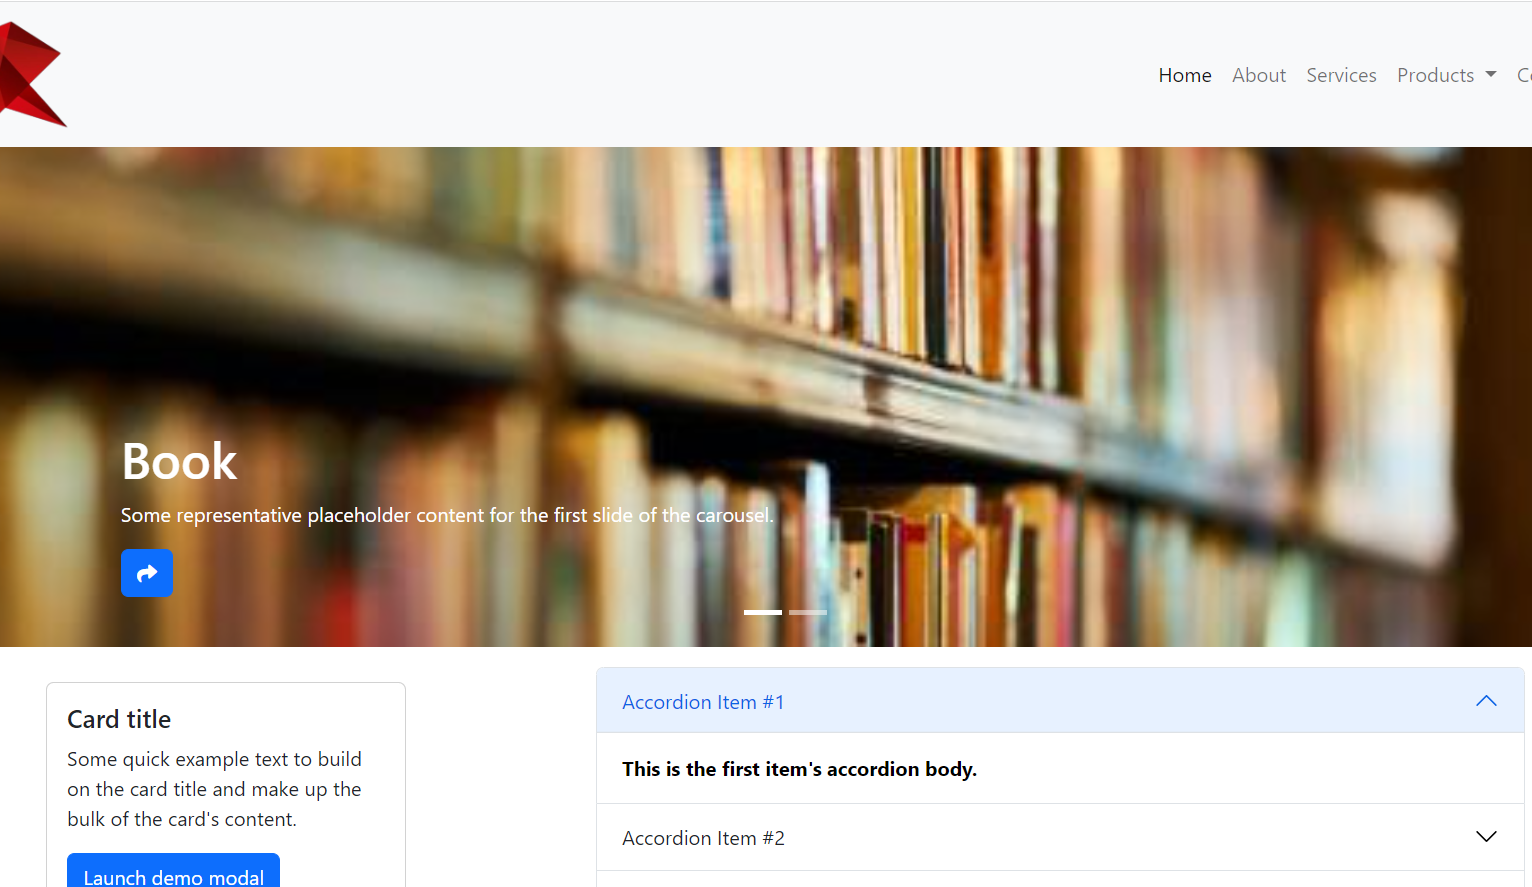 Home About Services Products
Book
Some representative placeholder content for the first slide of the carousel.
Card title
Some quick example text to build
on the card title and make up the
bulk of the card's content.
Launch demo modal
Accordion Item #1
This is the first item's accordion body.
Accordion Item #2